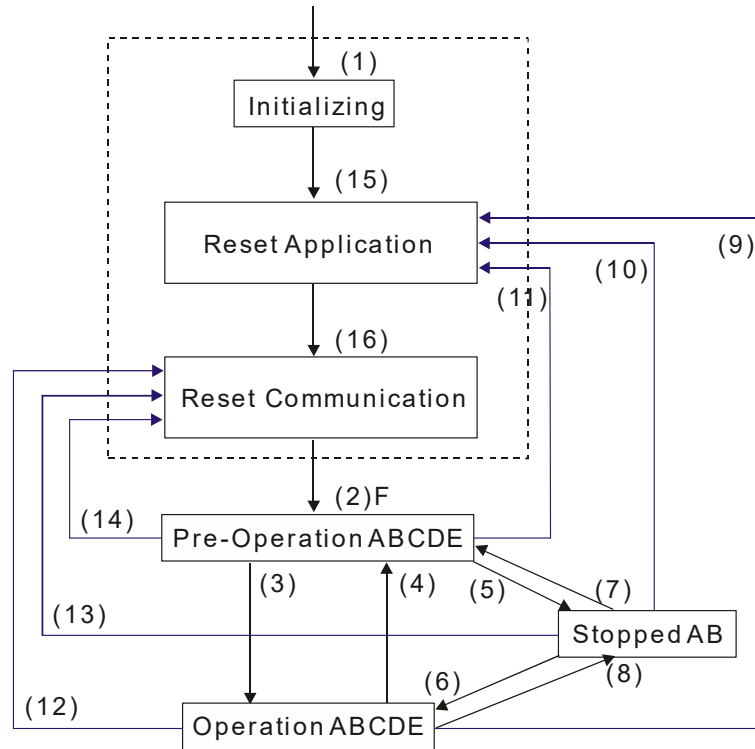 (1)
Initializing
(15)
Reset Application
(9)
(10)
(11)
(16)
Reset Communication
(2)F
(14)
Pre-Operation ABCDE
(3)
(4)
(5)
(7)
(13)
Stopped AB
(6)
(8)
(12)
Operation ABCDE